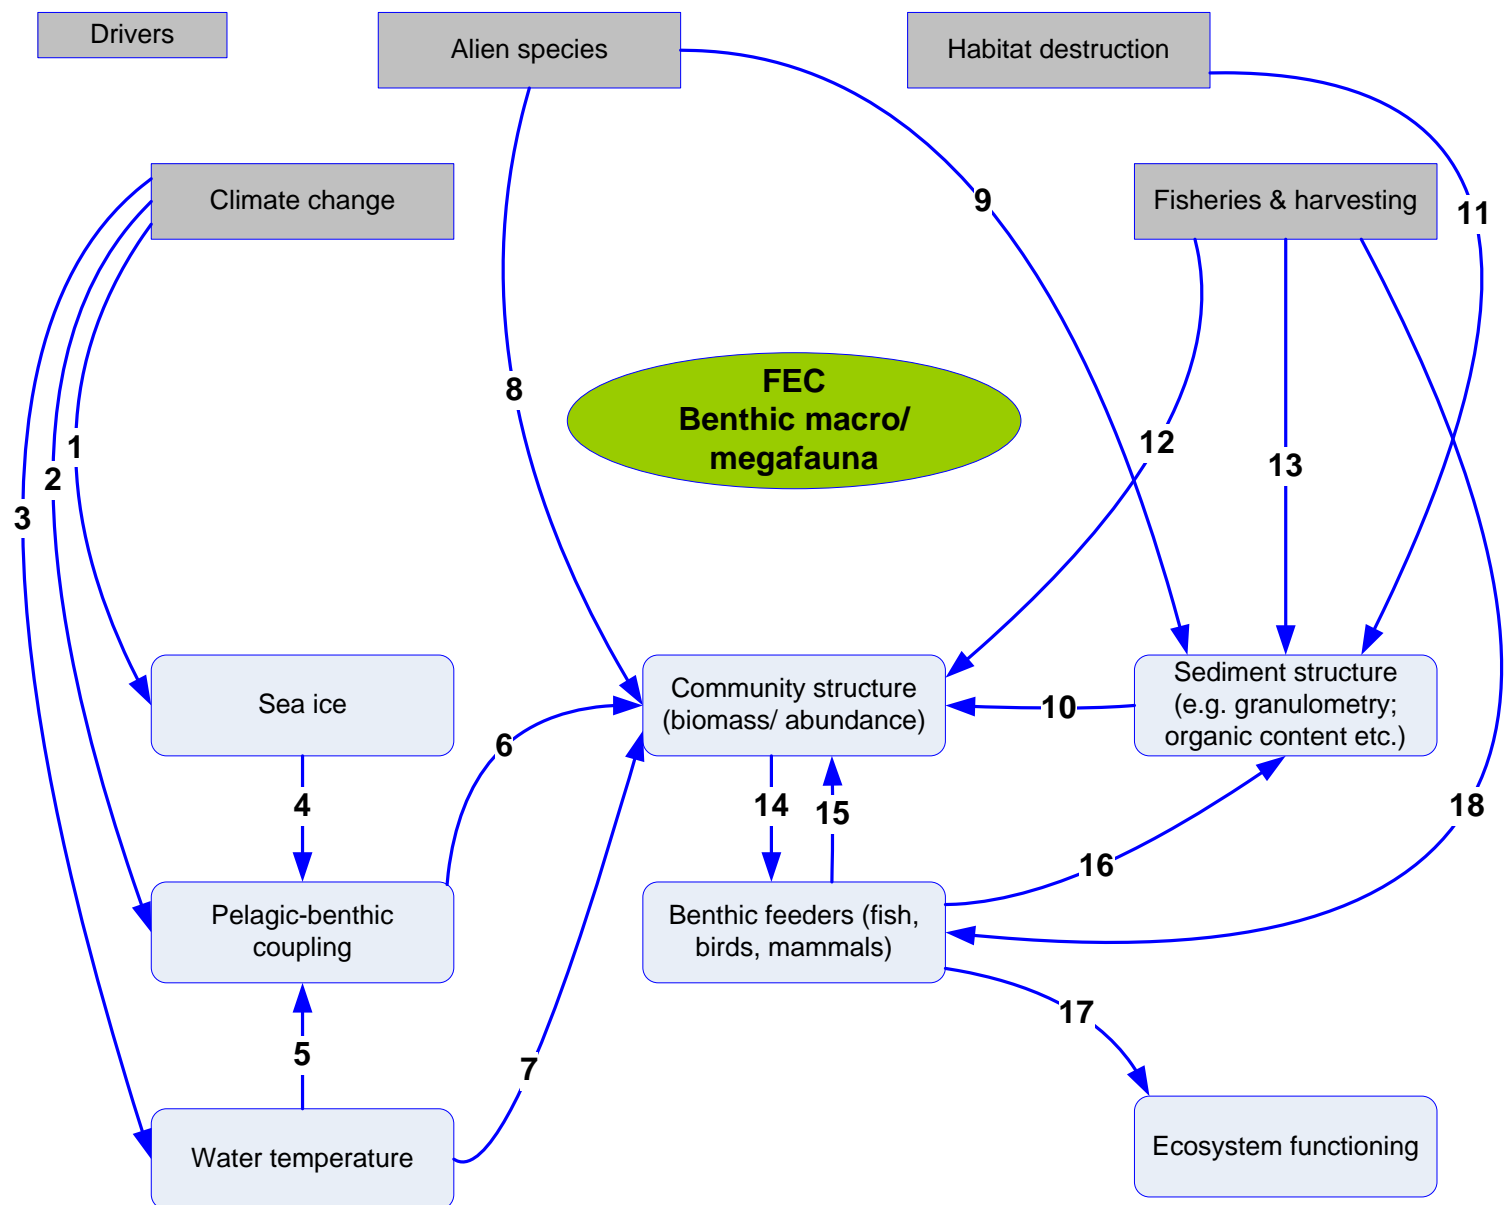 Drivers
Alien species
Habitat destruction
Climate change
Fisheries & harvesting
9
11
FEC
Benthic macro/
megafauna
8
12
13
1
2
3
Sea ice
Community structure
(biomass/ abundance)
Sediment structure
(e.g. granulometry;
organic content etc.)
10
6
4
14
15
18
16
Pelagic-benthic
coupling
Benthic feeders (fish,
birds, mammals)
17
5
7
Water temperature
Ecosystem functioning